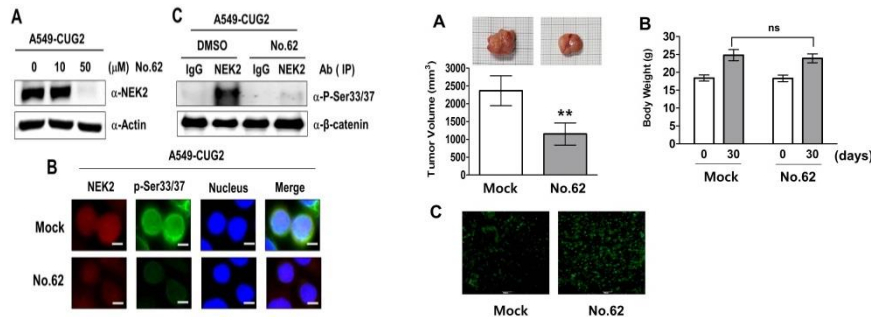 A
A549-CUG2
0 10 50 (μM) No.62
α-NEK2
α-Actin
C
A549-CUG2
DMSO No.62
IgG NEK2 IgG NEK2 Ab ( IP)
α-P-Ser33/37
α-β-catenin
B
A549-CUG2
NEK2 p-Ser33/37 Nucleus Merge
Mock
No.62
A
Tumor Volume (mm³)
2500
2000
1500
1000
500
0
**
Mock No.62
B
Body Weight (g)
30
25
20
15
10
5
0
ns
0 30 0 30 (days)
Mock No.62
C
Mock No.62